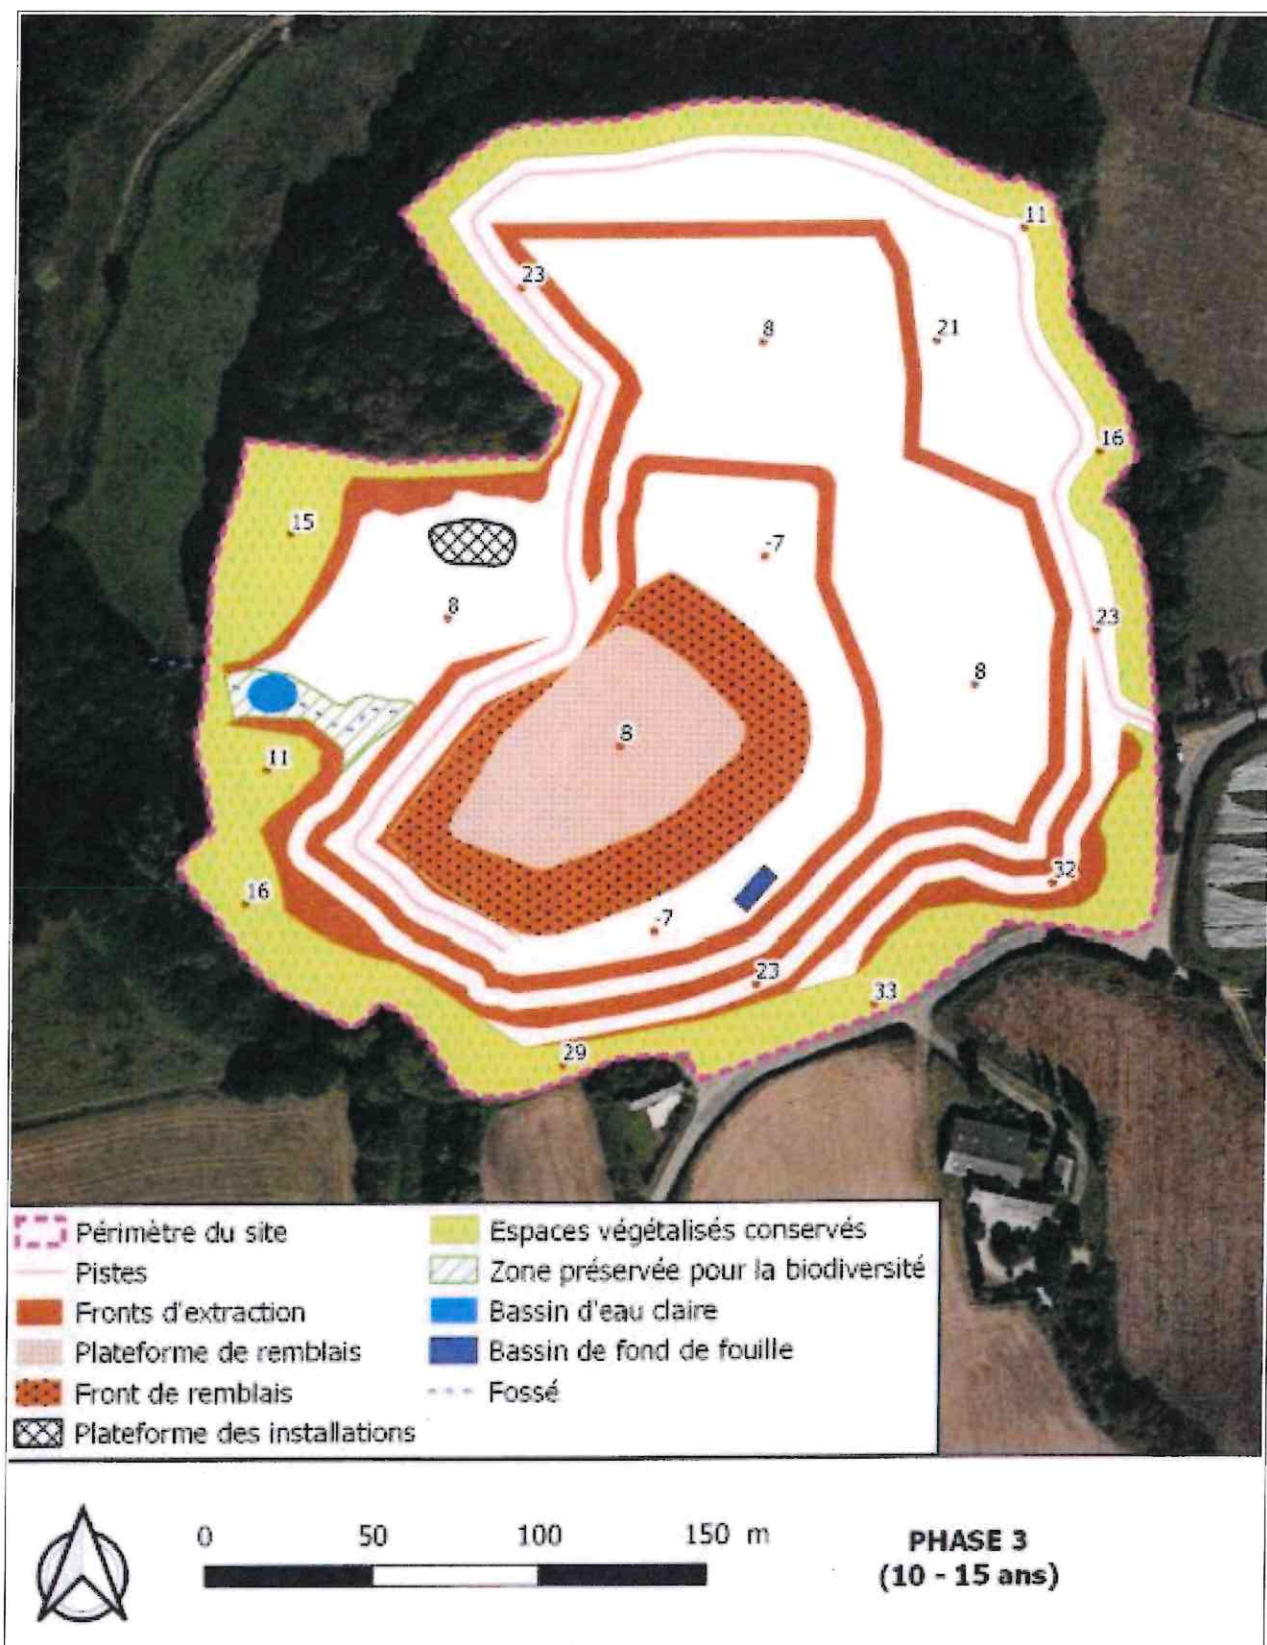 11
23
8
21
16
15
-7
8
23
8
8
11
32
16
-7
23
33
29
Périmètre du site
Pistes
Fronts d'extraction
Plateforme de remblais
Front de remblais
Plateforme des installations
Espaces végétalisés conservés
Zone préservée pour la biodiversité
Bassin d'eau claire
Bassin de fond de fouille
Fossé
0 50 100 150 m
PHASE 3
(10 - 15 ans)